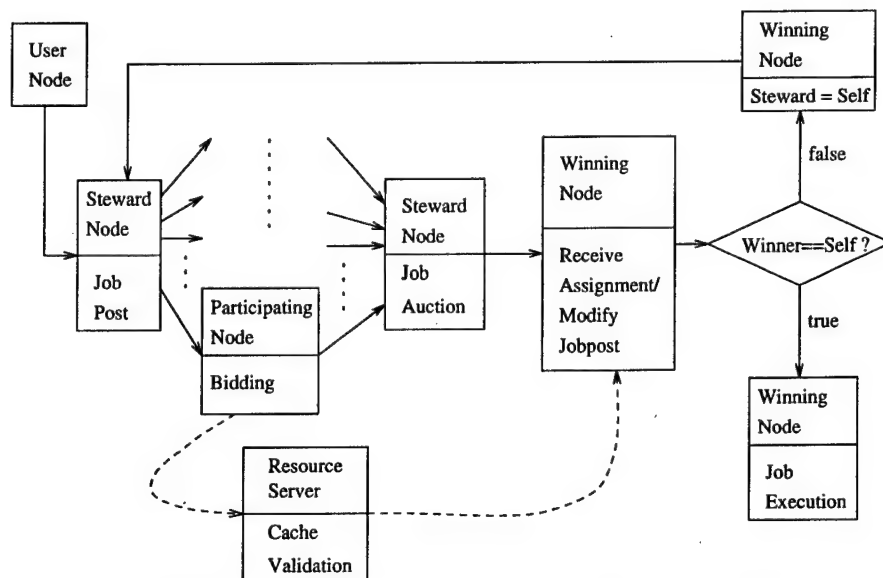 User
Node
Winning
Node
Steward = Self
false
Steward
Node
Job
Post
Participating
Node
Bidding
Steward
Node
Job
Auction
Winning
Node
Receive
Assignment/
Modify
Jobpost
Winner==Self ?
true
Winning
Node
Job
Execution
Resource
Server
Cache
Validation